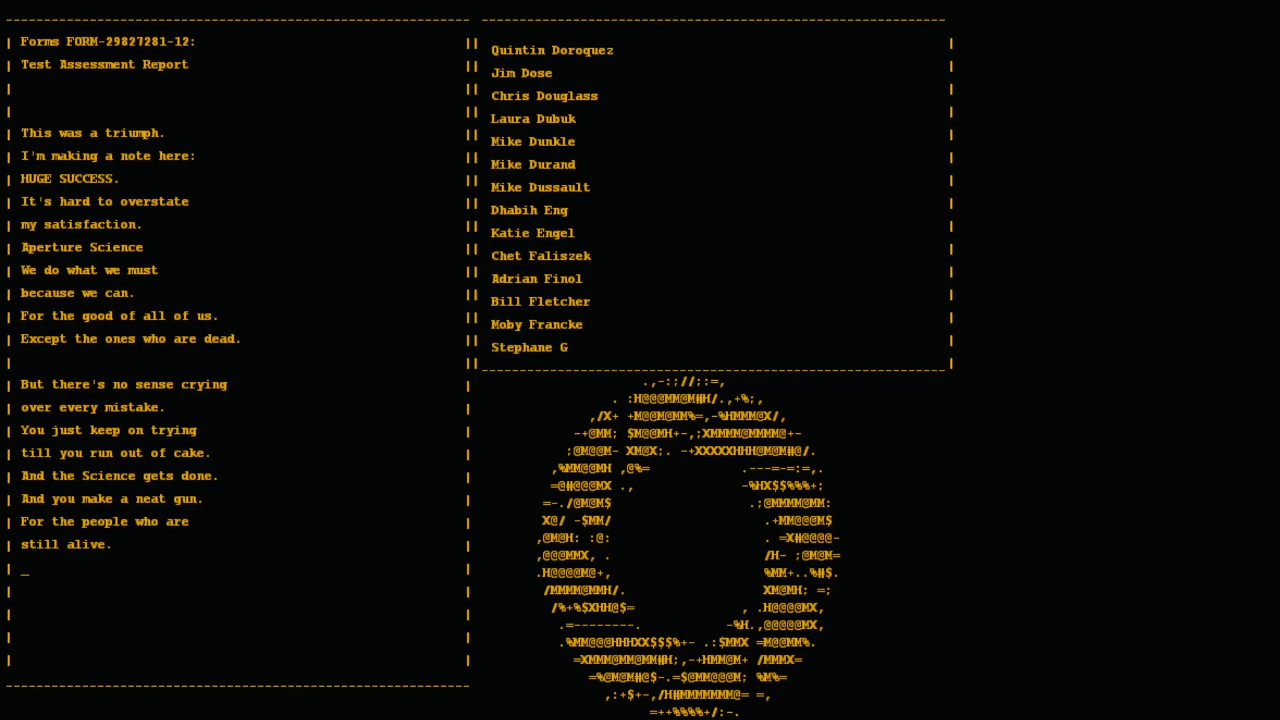 Forms FORM-29827281-12:
Test Assessment Report
This was a triumph.
I'm making a note here:
HUGE SUCCESS.
It's hard to overstate
my satisfaction.
Aperture Science
We do what we must
because we can.
For the good of all of us.
Except the ones who are dead.
But there's no sense crying
over every mistake.
You just keep on trying
till you run out of cake.
And the Science gets done.
And you make a neat gun.
For the people who are
still alive.
_
Quintin Doroquez
Jim Dose
Chris Douglass
Laura Dubuk
Mike Dunkle
Mike Durand
Mike Dussault
Dhabih Eng
Katie Engel
Chet Faliszek
Adrian Finol
Bill Fletcher
Moby Francke
Stephane G